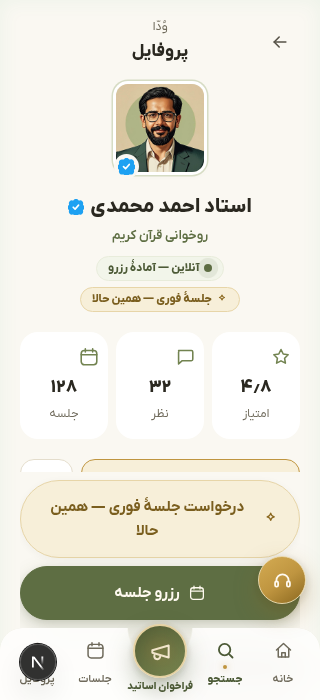 وُدّا
پروفایل
استاد احمد محمدی
روخوانی قرآن کریم
آنلاین — آمادهٔ رزرو
جلسهٔ فوری — همین حالا
۴٫۸
امتیاز
۳۲
نظر
۱۲۸
جلسه
درخواست جلسهٔ فوری — همین
حالا
رزرو جلسه
خانه
جستجو
فراخوان اساتید
جلسات
پروفایل
N